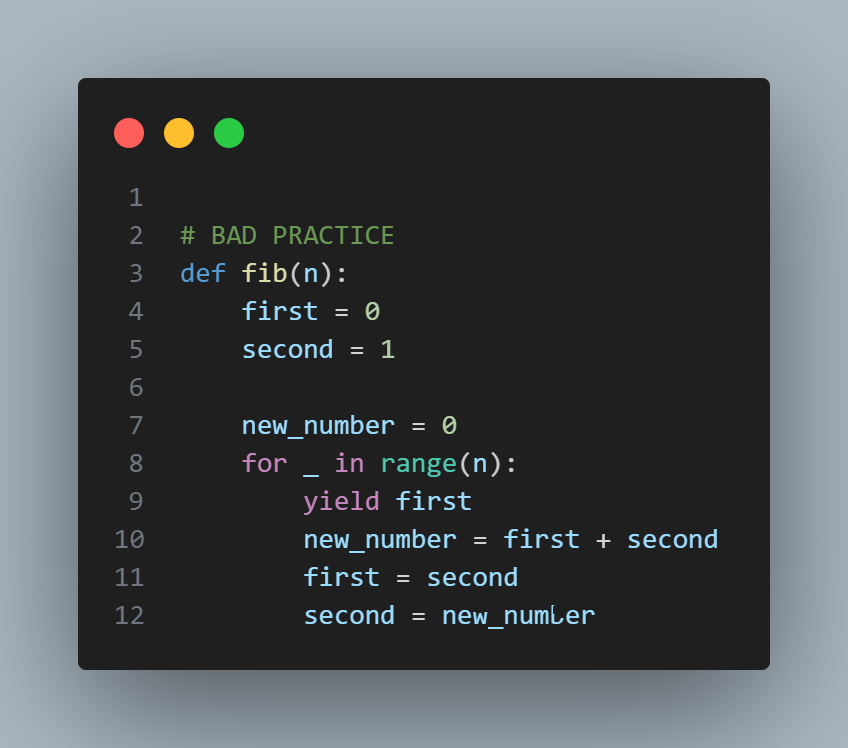 1
2 # BAD PRACTICE
3 def fib(n):
4     first = 0
5     second = 1
6
7     new_number = 0
8     for _ in range(n):
9         yield first
10         new_number = first + second
11         first = second
12         second = new_number